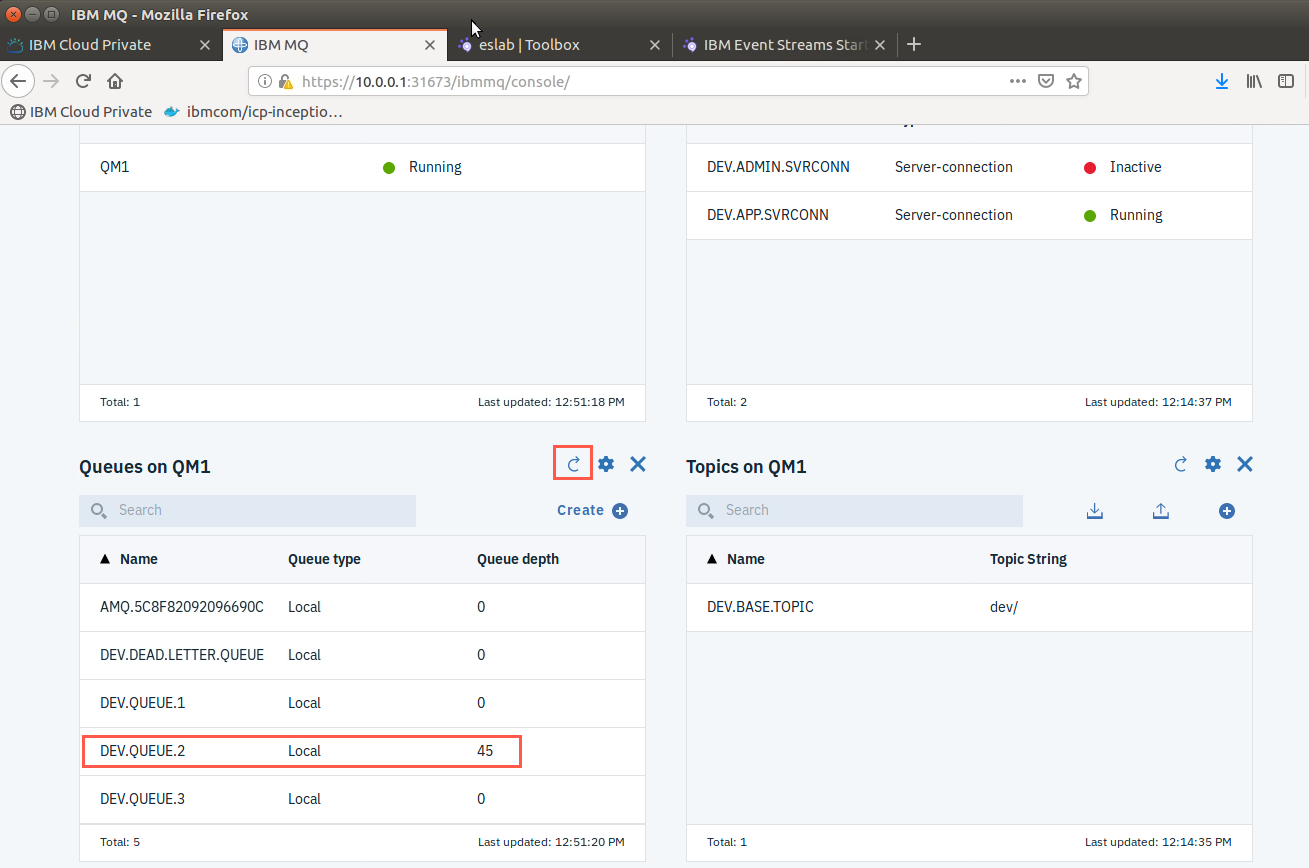 IBM MQ - Mozilla Firefox
IBM Cloud Private
IBM MQ
eslab | Toolbox
IBM Event Streams Star
https://10.0.0.1:31673/ibmmq/console/
IBM Cloud Private
ibmcom/icp-inceptio...
QM1 Running
Total: 1 Last updated: 12:51:18 PM
DEV.ADMIN.SVRCONN Server-connection Inactive
DEV.APP.SVRCONN Server-connection Running
Total: 2 Last updated: 12:14:37 PM
Queues on QM1
Search
Create
Name Queue type Queue depth
AMQ.5C8F82092096690C Local 0
DEV.DEAD.LETTER.QUEUE Local 0
DEV.QUEUE.1 Local 0
DEV.QUEUE.2 Local 45
DEV.QUEUE.3 Local 0
Total: 5 Last updated: 12:51:20 PM
Topics on QM1
Search
Name Topic String
DEV.BASE.TOPIC dev/
Total: 1 Last updated: 12:14:35 PM